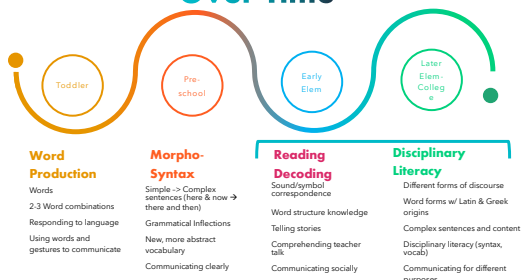 Over Time
Toddler
Pre-
school
Early
Elem
Later
Elem-
Colleg
e
Word
Production
Words
2-3 Word combinations
Responding to language
Using words and
gestures to communicate
Morpho-
Syntax
Simple -> Complex
sentences (here & now →
there and then)
Grammatical Inflections
New, more abstract
vocabulary
Communicating clearly
Reading
Decoding
Sound/symbol
correspondence
Word structure knowledge
Telling stories
Comprehending teacher
talk
Communicating socially
Disciplinary
Literacy
Different forms of discourse
Word forms w/ Latin & Greek
origins
Complex sentences and content
Disciplinary literacy (syntax,
vocab)
Communicating for different
purposes